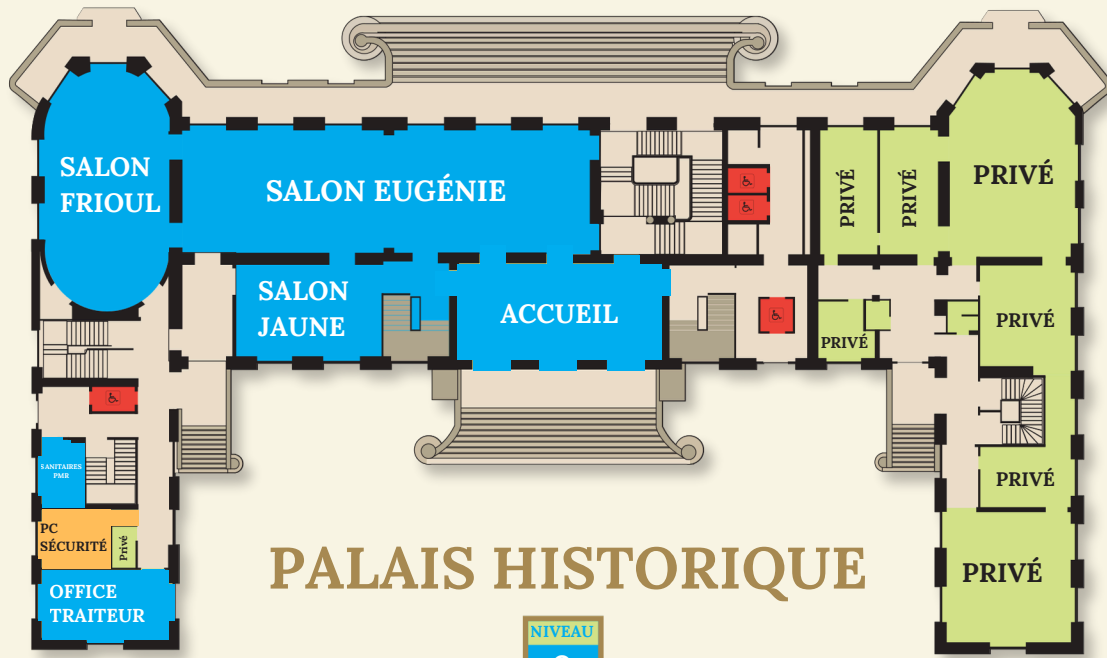 SALON
FRIOUL
SALON EUGÉNIE
PRIVÉ
PRIVÉ
PRIVÉ
SALON
JAUNE
ACCUEIL
PRIVÉ
PRIVÉ
SANITAIRES
PMR
PRIVÉ
PC
SÉCURITÉ
Privé
OFFICE
TRAITEUR
PRIVÉ
PALAIS HISTORIQUE
NIVEAU